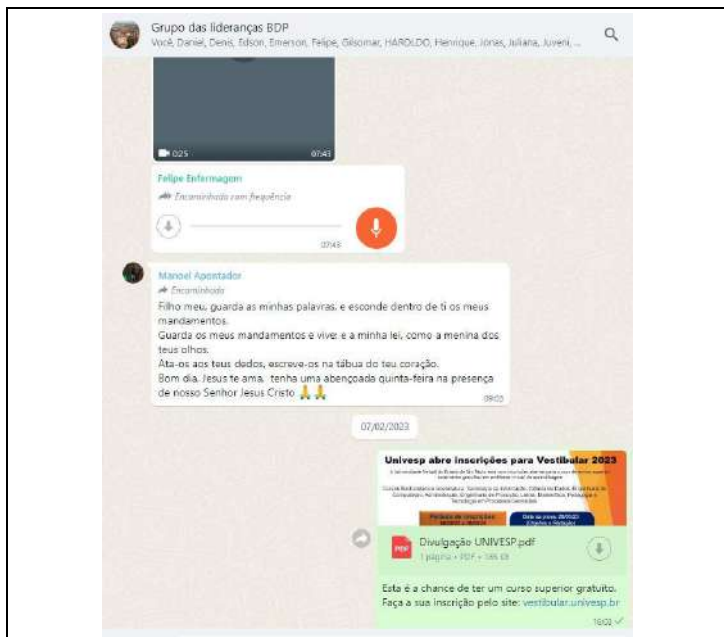 Grupo das lideranças BDP
Você, Daniel, Denis, Edson, Emerson, Felipe, Gilsomar, HAROLDO, Henrique, Jonas, Juliana, Juveni, ...
0:25
07:43
Felipe Enfermagem
Encaminhada com frequência
07:43
Manoel Apontador
Encaminhada
Filho meu, guarda as minhas palavras, e esconde dentro de ti os meus
mandamentos.
Guarda os meus mandamentos e vive; e a minha lei, como a menina dos
teus olhos.
Ata-os aos teus dedos, escreve-os na tábua do teu coração.
Bom dia, Jesus te ama, tenha uma abençoada quinta-feira na presença
de nosso Senhor Jesus Cristo 🙏🙏
09:03
07/02/2023
Univesp abre inscrições para Vestibular 2023
PDF
Divulgação UNIVESP.pdf
1 página • PDF •
Esta é a chance de ter um curso superior gratuito.
Faça a sua inscrição pelo site: vestibular.univesp.br